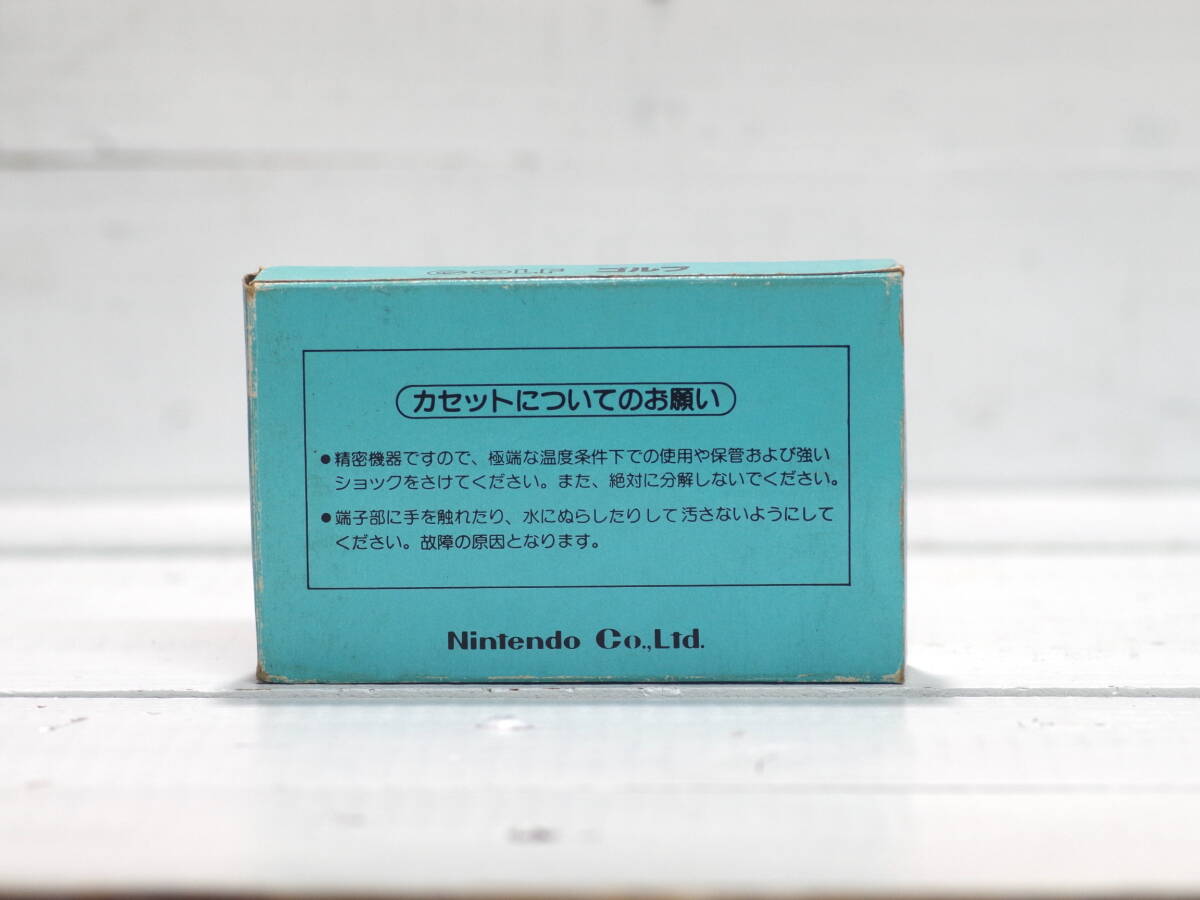 カセットについてのお願い
●精密機器ですので、極端な温度条件下での使用や保管および強い
ショックをさけてください。また、絶対に分解しないでください。
●端子部に手を触れたり、水にぬらしたりして汚さないようにして
ください。故障の原因となります。
Nintendo Co.,Ltd.